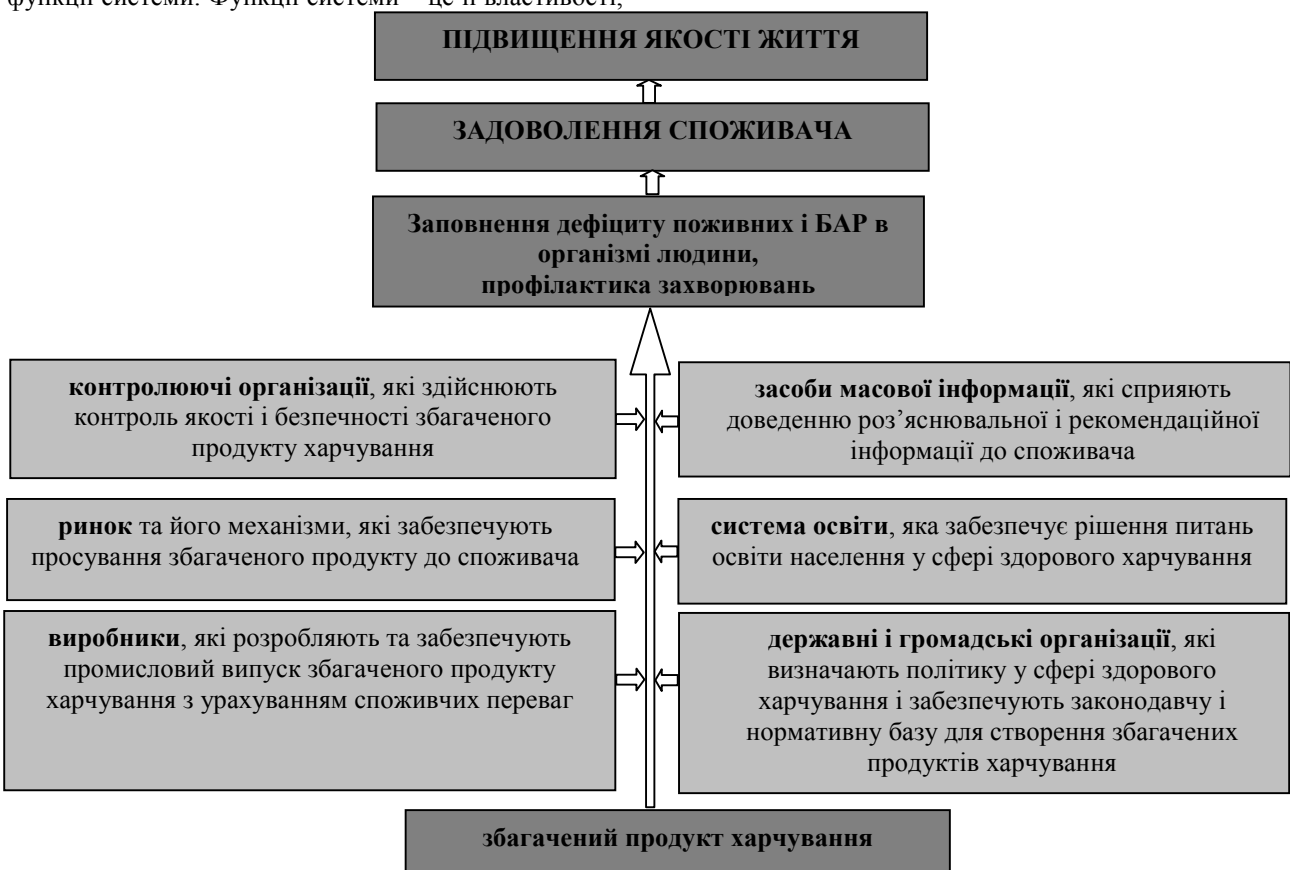 функції системи. Функції системи – це її властивості,
ПІДВИЩЕННЯ ЯКОСТІ ЖИТТЯ
ЗАДОВОЛЕННЯ СПОЖИВАЧА
Заповнення дефіциту поживних і БАР в
організмі людини,
профілактика захворювань
контролюючі організації, які здійснюють
контроль якості і безпечності збагаченого
продукту харчування
засоби масової інформації, які сприяють
доведенню роз’яснювальної і рекомендаційної
інформації до споживача
ринок та його механізми, які забезпечують
просування збагаченого продукту до споживача
система освіти, яка забезпечує рішення питань
освіти населення у сфері здорового харчування
виробники, які розробляють та забезпечують
промисловий випуск збагаченого продукту
харчування з урахуванням споживчих переваг
державні і громадські організації, які
визначають політику у сфері здорового
харчування і забезпечують законодавчу і
нормативну базу для створення збагачених
продуктів харчування
збагачений продукт харчування